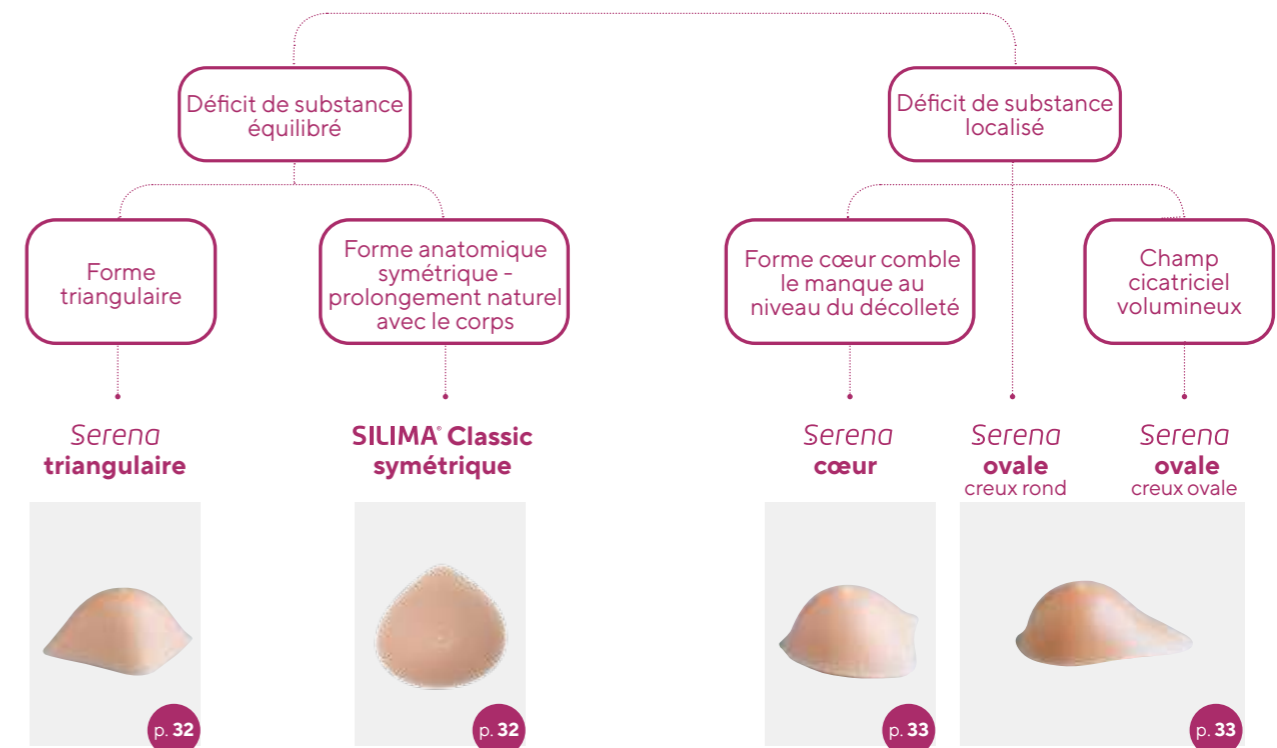 Déficit de substance
équilibré
Déficit de substance
localisé
Forme
triangulaire
Forme anatomique
symétrique -
prolongement naturel
avec le corps
Forme cœur comble
le manque au
niveau du décolleté
Champ
cicatriciel
volumineux
Serena
triangulaire
SILIMA® Classic
symétrique
Serena
cœur
Serena
ovale
creux rond
Serena
ovale
creux ovale
p. 32
p. 32
p. 33
p. 33